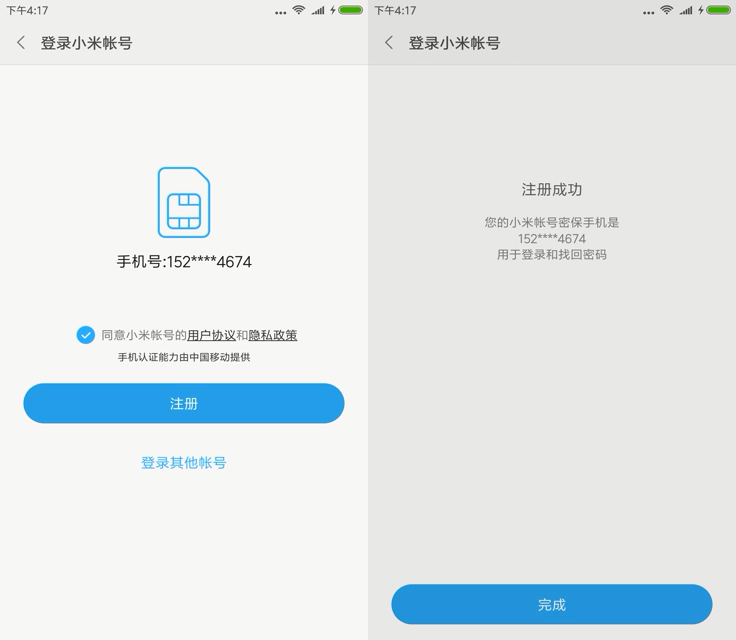 下午4:17
登录小米帐号
手机号:152****4674
同意小米帐号的用户协议和隐私政策
手机认证能力由中国移动提供
注册
登录其他帐号
下午4:17
登录小米帐号
注册成功
您的小米帐号密保手机是
152****4674
用于登录和找回密码
完成